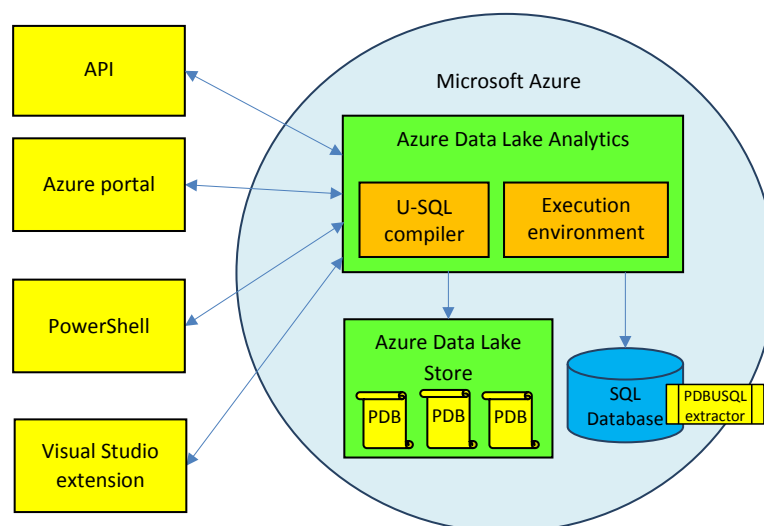 API
Azure portal
PowerShell
Visual Studio
extension
Microsoft Azure
Azure Data Lake Analytics
U-SQL
compiler
Execution
environment
Azure Data Lake
Store
PDB
PDB
PDB
SQL
Database
PDBUSQL
extractor